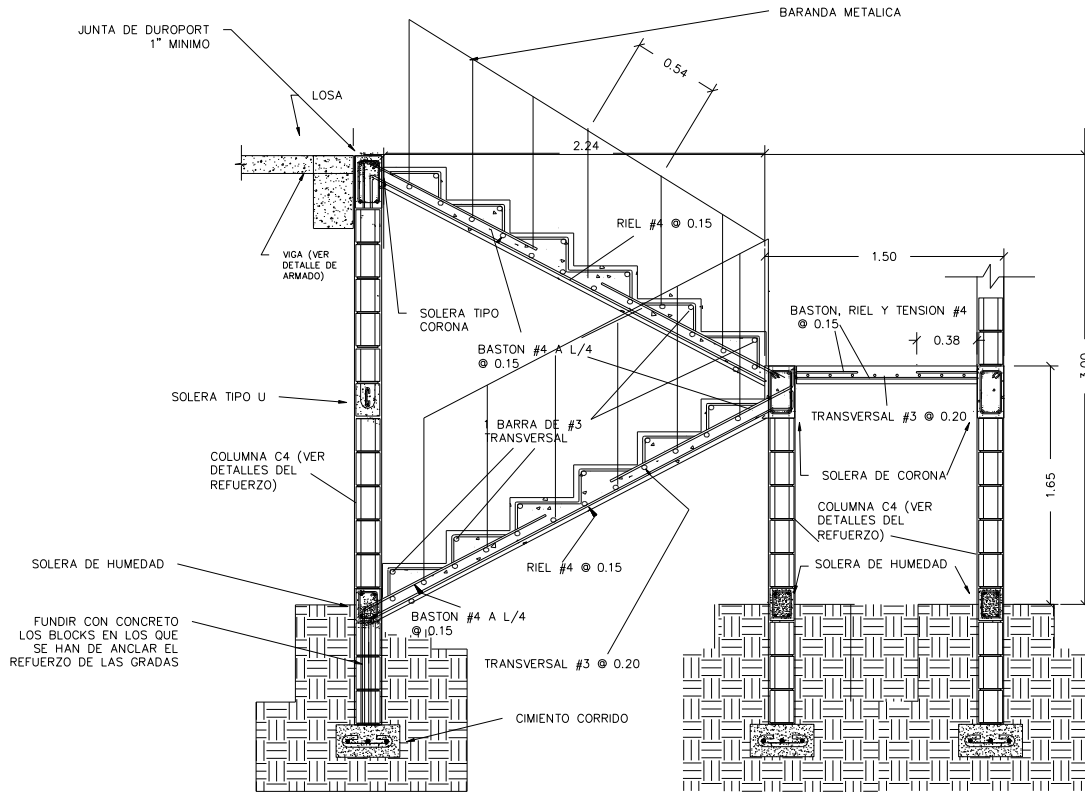 BARANDA METALICA
JUNTA DE DUROPORT
1" MINIMO
0.54
LOSA
2.24
RIEL #4 @ 0.15
VIGA (VER
DETALLE DE
ARMADO)
1.50
SOLERA TIPO
CORONA
BASTON, RIEL Y TENSION #4
@ 0.15
0.38
3.00
BASTON #4 A L/4
@ 0.15
SOLERA TIPO U
1 BARRA DE #3
TRANSVERSAL
TRANSVERSAL #3 @ 0.20
COLUMNA C4 (VER
DETALLES DEL
REFUERZO)
SOLERA DE CORONA
1.65
COLUMNA C4 (VER
DETALLES DEL
REFUERZO)
SOLERA DE HUMEDAD
RIEL #4 @ 0.15
SOLERA DE HUMEDAD
BASTON #4 A L/4
@ 0.15
FUNDIR CON CONCRETO
LOS BLOCKS EN LOS QUE
SE HAN DE ANCLAR EL
REFUERZO DE LAS GRADAS
TRANSVERSAL #3 @ 0.20
CIMIENTO CORRIDO